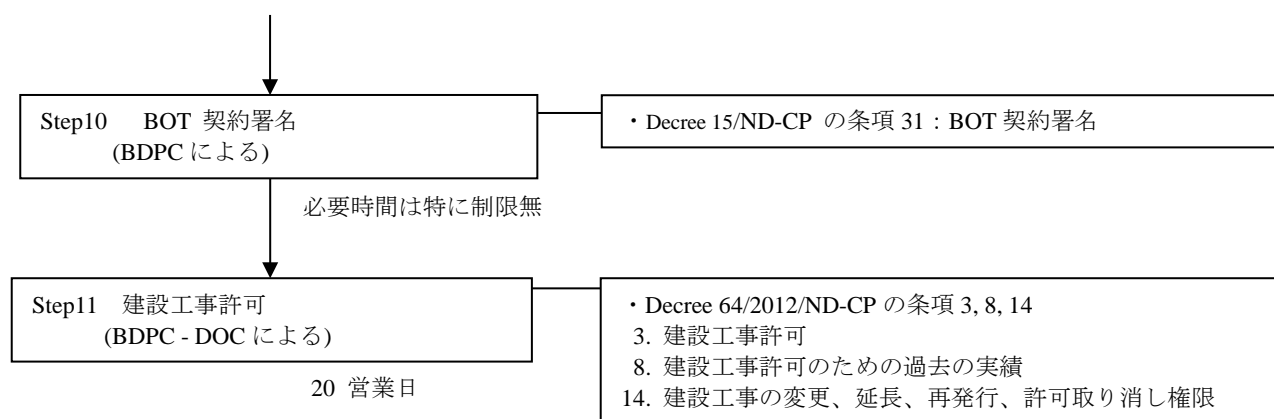 Step10 BOT 契約署名
(BDPC による)
・Decree 15/ND-CP の条項 31：BOT 契約署名
必要時間は特に制限無
Step11 建設工事許可
(BDPC - DOC による)
・Decree 64/2012/ND-CP の条項 3, 8, 14
3. 建設工事許可
8. 建設工事許可のための過去の実績
14. 建設工事の変更、延長、再発行、許可取り消し権限
20 営業日